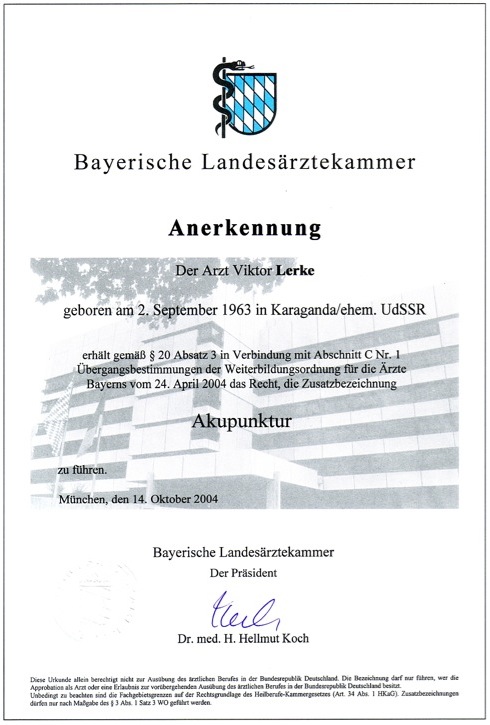 Bayerische Landesärztekammer
Anerkennung
Der Arzt Viktor Lerke
geboren am 2. September 1963 in Karaganda/ehem. UdSSR
erhält gemäß § 20 Absatz 3 in Verbindung mit Abschnitt C Nr. 1
Übergangsbestimmungen der Weiterbildungsordnung für die Ärzte
Bayerns vom 24. April 2004 das Recht, die Zusatzbezeichnung
Akupunktur
zu führen.
München, den 14. Oktober 2004
Bayerische Landesärztekammer
Der Präsident
Dr. med. H. Hellmut Koch
Diese Urkunde allein berechtigt nicht zur Ausübung des ärztlichen Berufes in der Bundesrepublik Deutschland. Die Bezeichnung darf nur führen, wer die
Approbation als Arzt oder eine Erlaubnis zur vorübergehenden Ausübung des ärztlichen Berufes in der Bundesrepublik Deutschland besitzt.
Unbedingt zu beachten sind die Fachgebietsgrenzen auf der Rechtsgrundlage des Heilberufe-Kammergesetzes (Art. 34 Abs. 1 HKaG). Zusatzbezeichnungen
dürfen nur nach Maßgabe des § 3 Abs. 1 Satz 3 WO geführt werden.